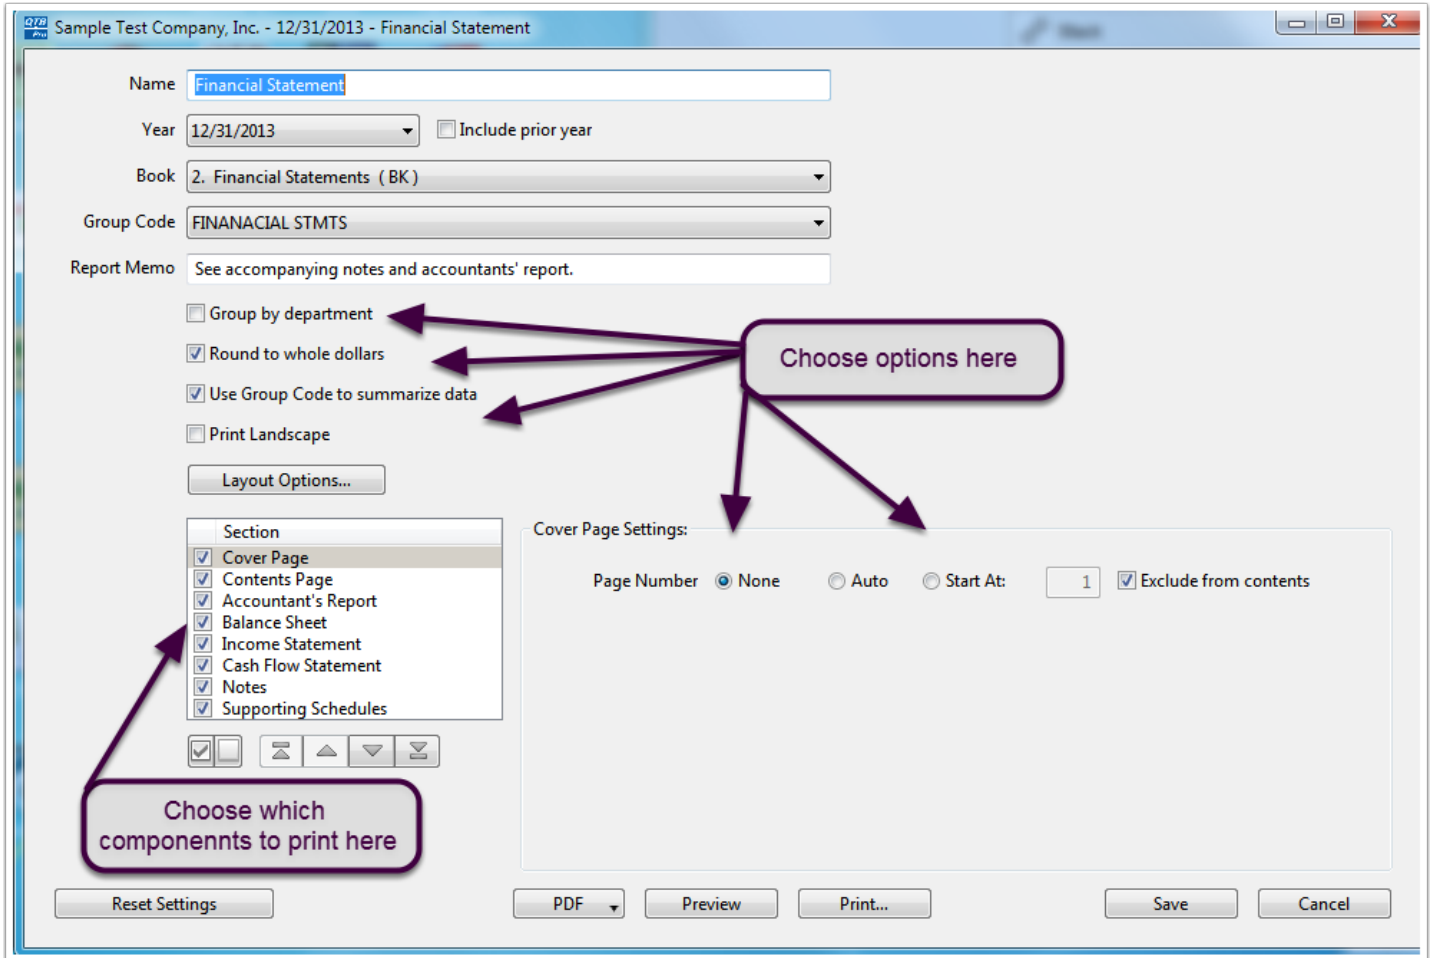 QTB Pro
Sample Test Company, Inc. - 12/31/2013 - Financial Statement
Name Financial Statement
Year 12/31/2013 Include prior year
Book 2. Financial Statements ( BK )
Group Code FINANACIAL STMTS
Report Memo See accompanying notes and accountants' report.
Group by department
Round to whole dollars
Choose options here
Use Group Code to summarize data
Print Landscape
Layout Options...
Section
Cover Page
Contents Page
Accountant's Report
Balance Sheet
Income Statement
Cash Flow Statement
Notes
Supporting Schedules
Cover Page Settings:
Page Number None Auto Start At: 1 Exclude from contents
Choose which
componennts to print here
Reset Settings PDF Preview Print... Save Cancel